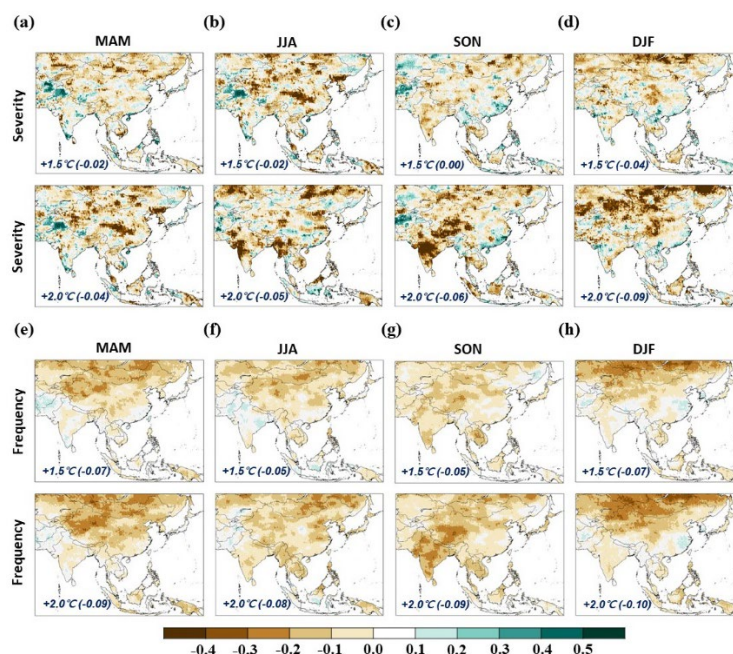 (a) (b) (c) (d)
MAM JJA SON DJF
Severity
+1.5℃(-0.02) +1.5℃(-0.02) +1.5℃(0.00) +1.5℃(-0.04)
Severity
+2.0℃(-0.04) +2.0℃(-0.05) +2.0℃(-0.06) +2.0℃(-0.09)
(e) (f) (g) (h)
MAM JJA SON DJF
Frequency
+1.5℃(-0.07) +1.5℃(-0.05) +1.5℃(-0.05) +1.5℃(-0.07)
Frequency
+2.0℃(-0.09) +2.0℃(-0.08) +2.0℃(-0.09) +2.0℃(-0.10)
-0.4 -0.3 -0.2 -0.1 0.0 0.1 0.2 0.3 0.4 0.5